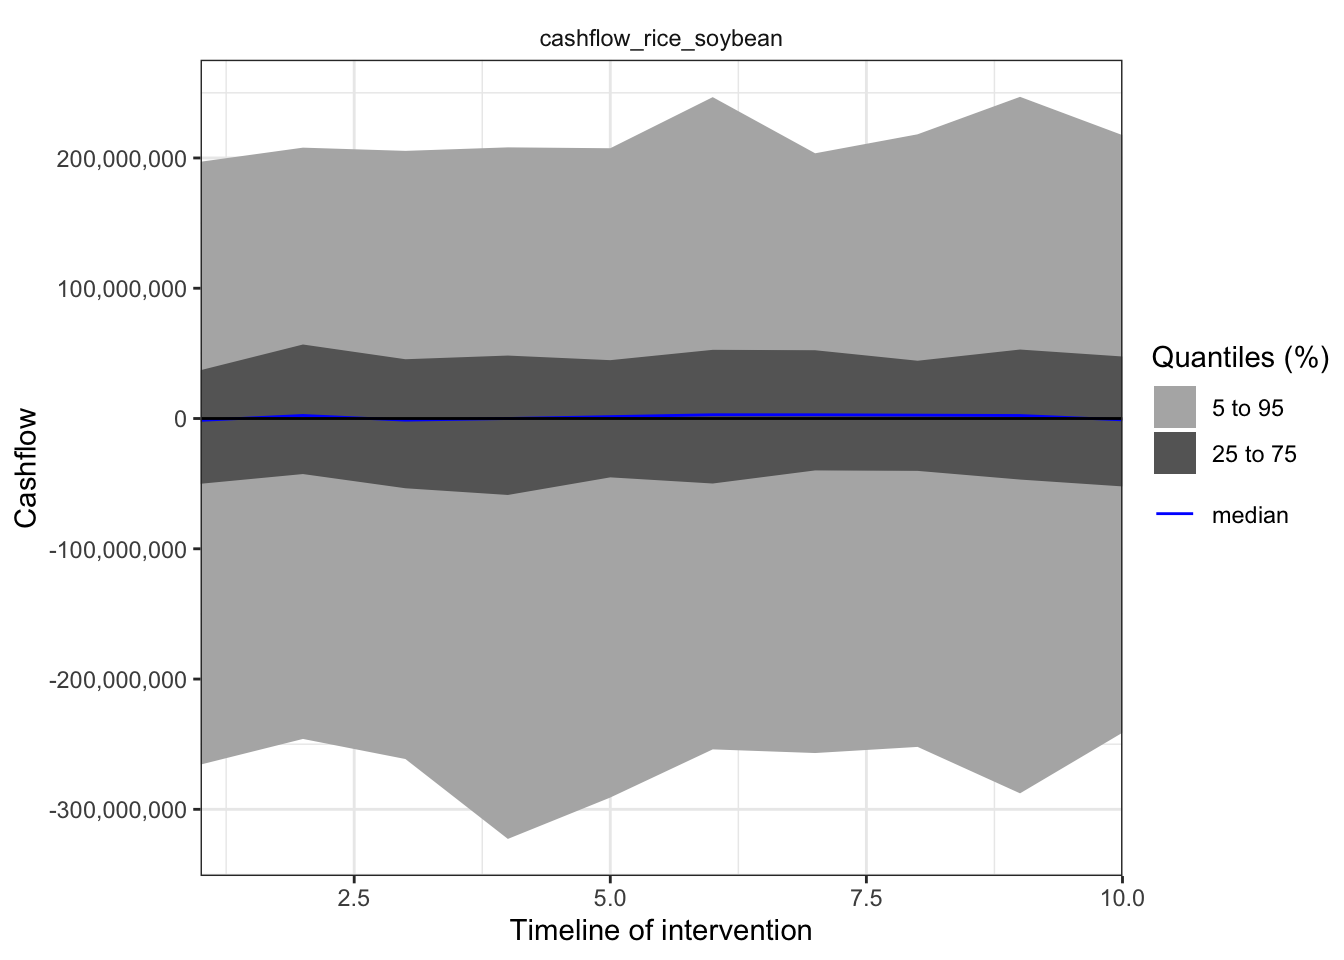 cashflow_rice_soybean
Cashflow
200,000,000
100,000,000
0
-100,000,000
-200,000,000
-300,000,000
2.5
5.0
7.5
10.0
Timeline of intervention
Quantiles (%)
5 to 95
25 to 75
median